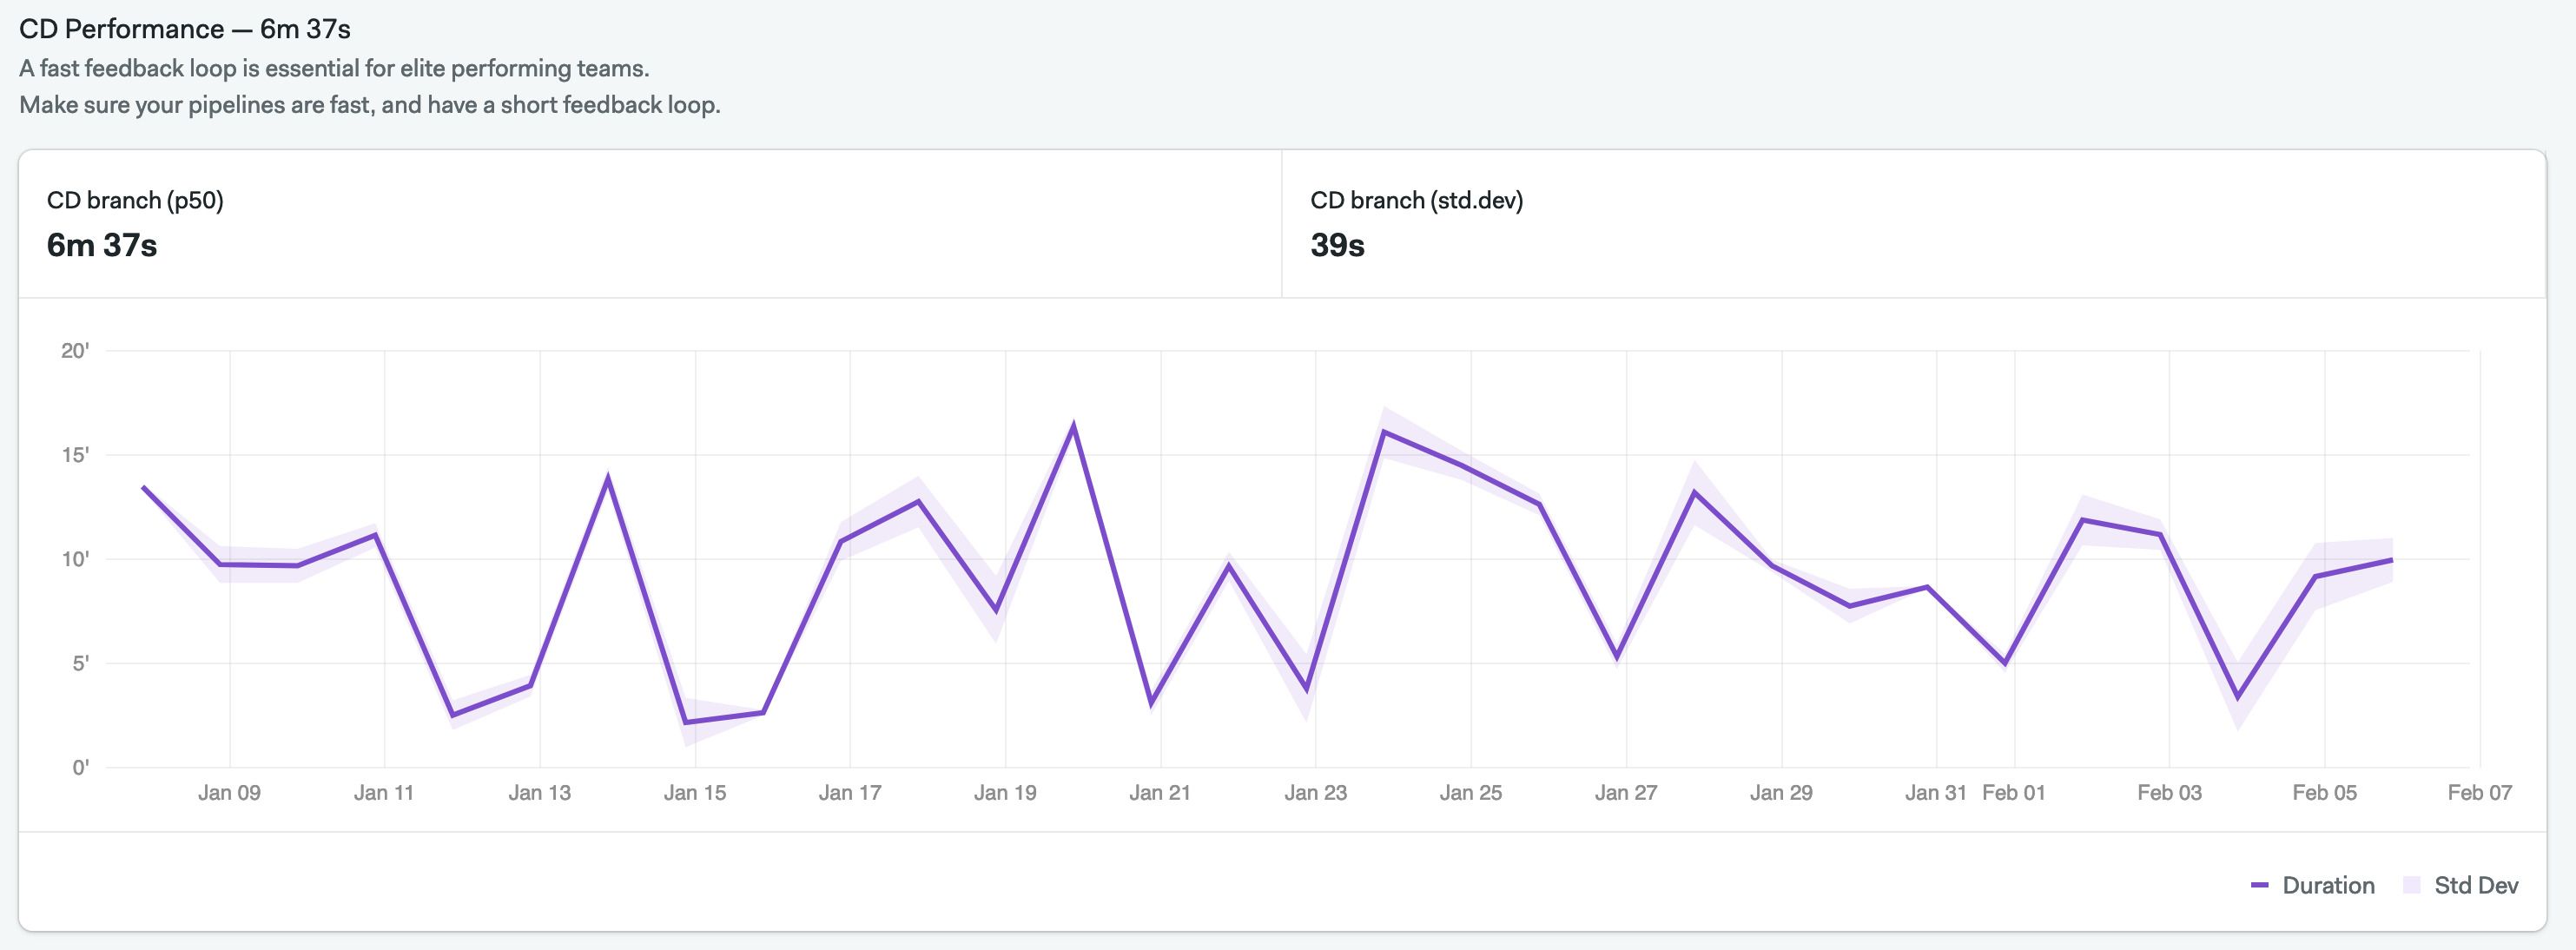 CD Performance — 6m 37s
A fast feedback loop is essential for elite performing teams.
Make sure your pipelines are fast, and have a short feedback loop.
CD branch (p50)
6m 37s
CD branch (std.dev)
39s
20'
15'
10'
5'
0'
Jan 09 Jan 11 Jan 13 Jan 15 Jan 17 Jan 19 Jan 21 Jan 23 Jan 25 Jan 27 Jan 29 Jan 31 Feb 01 Feb 03 Feb 05 Feb 07
Duration Std Dev